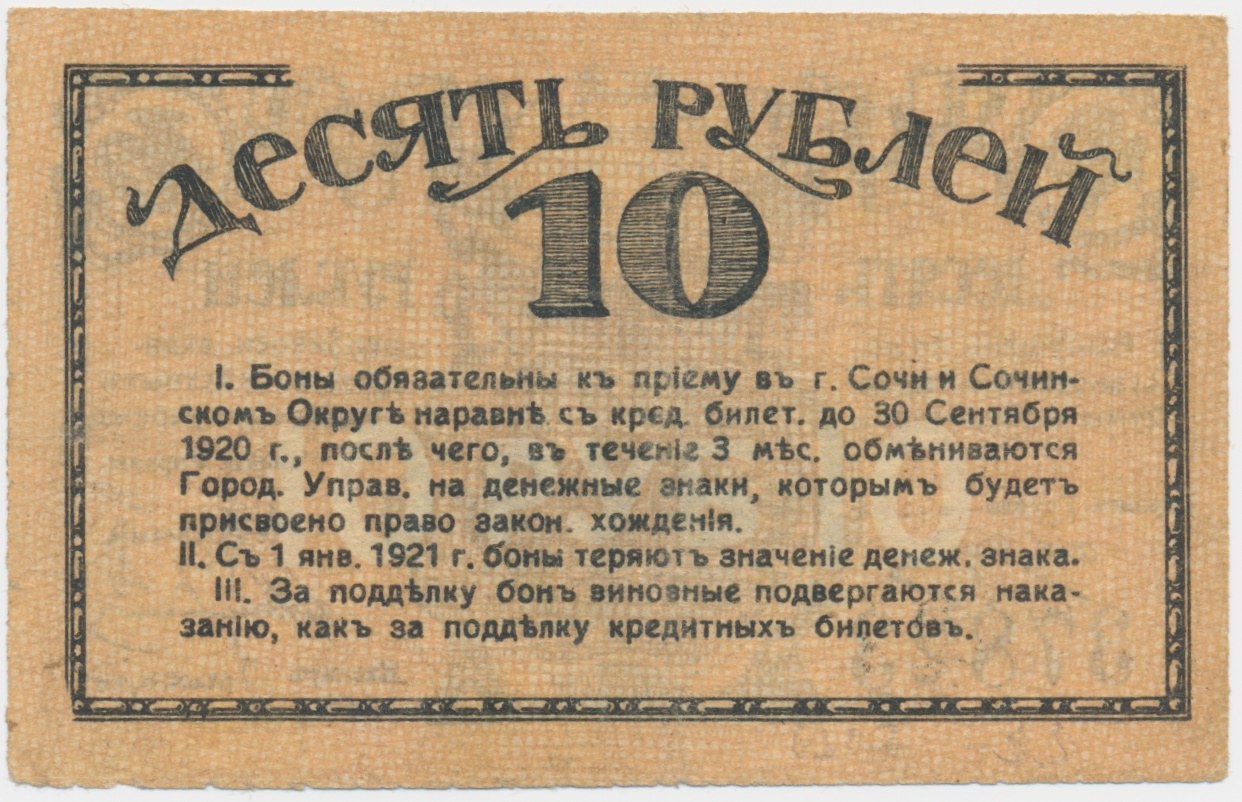 Десять рублей
10
I. Боны обязательны къ пріему въ г. Сочи и Сочин-
скомъ Округѣ наравнѣ съ кред. билет. до 30 Сентября
1920 г., послѣ чего, въ теченіе 3 мѣс. обмѣниваются
Город. Управ. на денежные знаки, которымъ будетъ
присвоено право закон. хожденія.
II. Съ 1 янв. 1921 г. боны теряютъ значеніе денеж. знака.
III. За поддѣлку бонъ виновные подвергаются нака-
занію, какъ за поддѣлку кредитныхъ билетовъ.